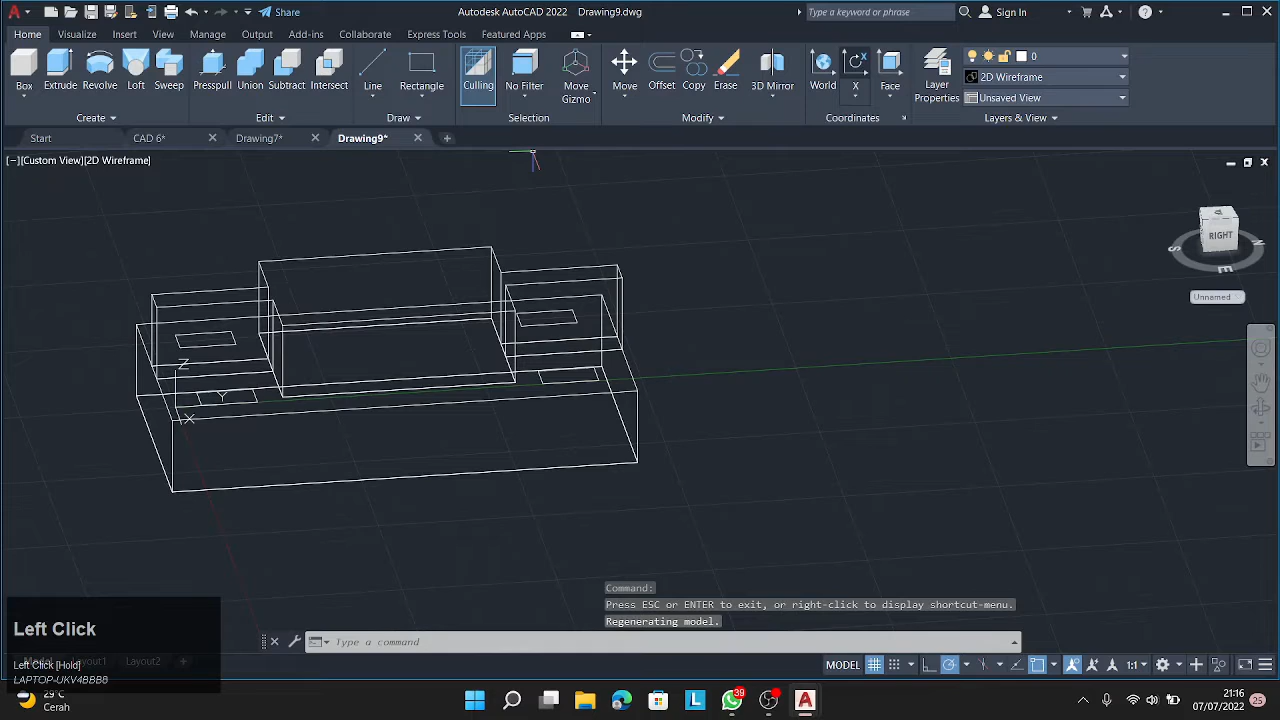 Share
Autodesk AutoCAD 2022 Drawing9.dwg
Type a keyword or phrase
Sign In
Home Visualize Insert View Manage Output Add-ins Collaborate Express Tools Featured Apps
Box Extrude Revolve Loft Sweep Presspull Union Subtract Intersect Line Rectangle Culling No Filter Move Gizmo Move Offset Copy Erase 3D Mirror World X Face Layer Properties
0
2D Wireframe
Unsaved View
Create Edit Draw Selection Modify Coordinates Layers & View
Start CAD 6* Drawing7* Drawing9*
[−][Custom View][2D Wireframe]
RIGHT
S
N
E
Unnamed
Z
Y
X
Command:
Press ESC or ENTER to exit, or right-click to display shortcut-menu.
Regenerating model.
Type a command
Left Click
Left Click [Hold]
LAPTOP-UKV4BBB8
Layout2
MODEL
1:1
Cerah
39
21:16
07/07/2022
25